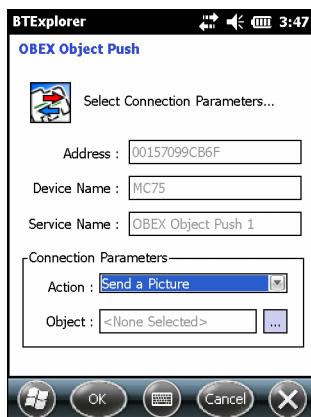 BTExplorer 3:47
OBEX Object Push
Select Connection Parameters...
Address : 00157099CB6F
Device Name : MC75
Service Name : OBEX Object Push 1
Connection Parameters
Action : Send a Picture
Object : <None Selected> ...
OK Cancel